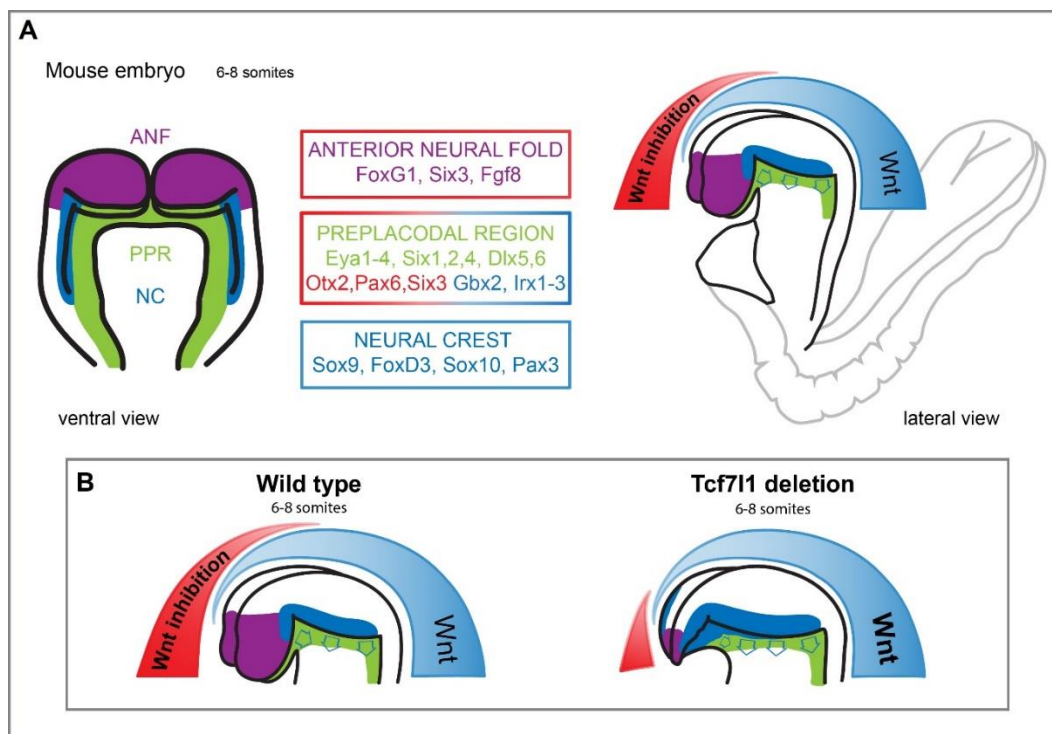 A
Mouse embryo 6-8 somites
ANF
PPR
NC
ventral view
ANTERIOR NEURAL FOLD
FoxG1, Six3, Fgf8
PREPLACODAL REGION
Eya1-4, Six1,2,4, Dlx5,6
Otx2,Pax6,Six3 Gbx2, Irx1-3
NEURAL CREST
Sox9, FoxD3, Sox10, Pax3
Wnt inhibition
Wnt
lateral view
B
Wild type
6-8 somites
Wnt inhibition
Wnt
Tcf7l1 deletion
6-8 somites
Wnt